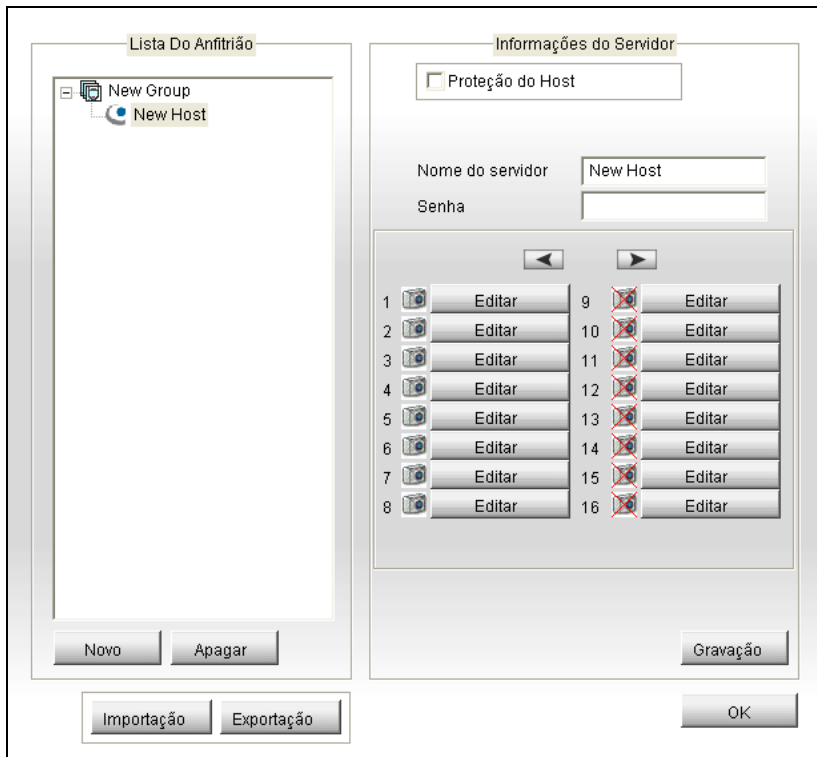 Lista Do Anfitrião
New Group
New Host
Novo
Apagar
Importação
Exportação
Informações do Servidor
Proteção do Host
Nome do servidor New Host
Senha
1 Editar 9 Editar
2 Editar 10 Editar
3 Editar 11 Editar
4 Editar 12 Editar
5 Editar 13 Editar
6 Editar 14 Editar
7 Editar 15 Editar
8 Editar 16 Editar
Gravação
OK